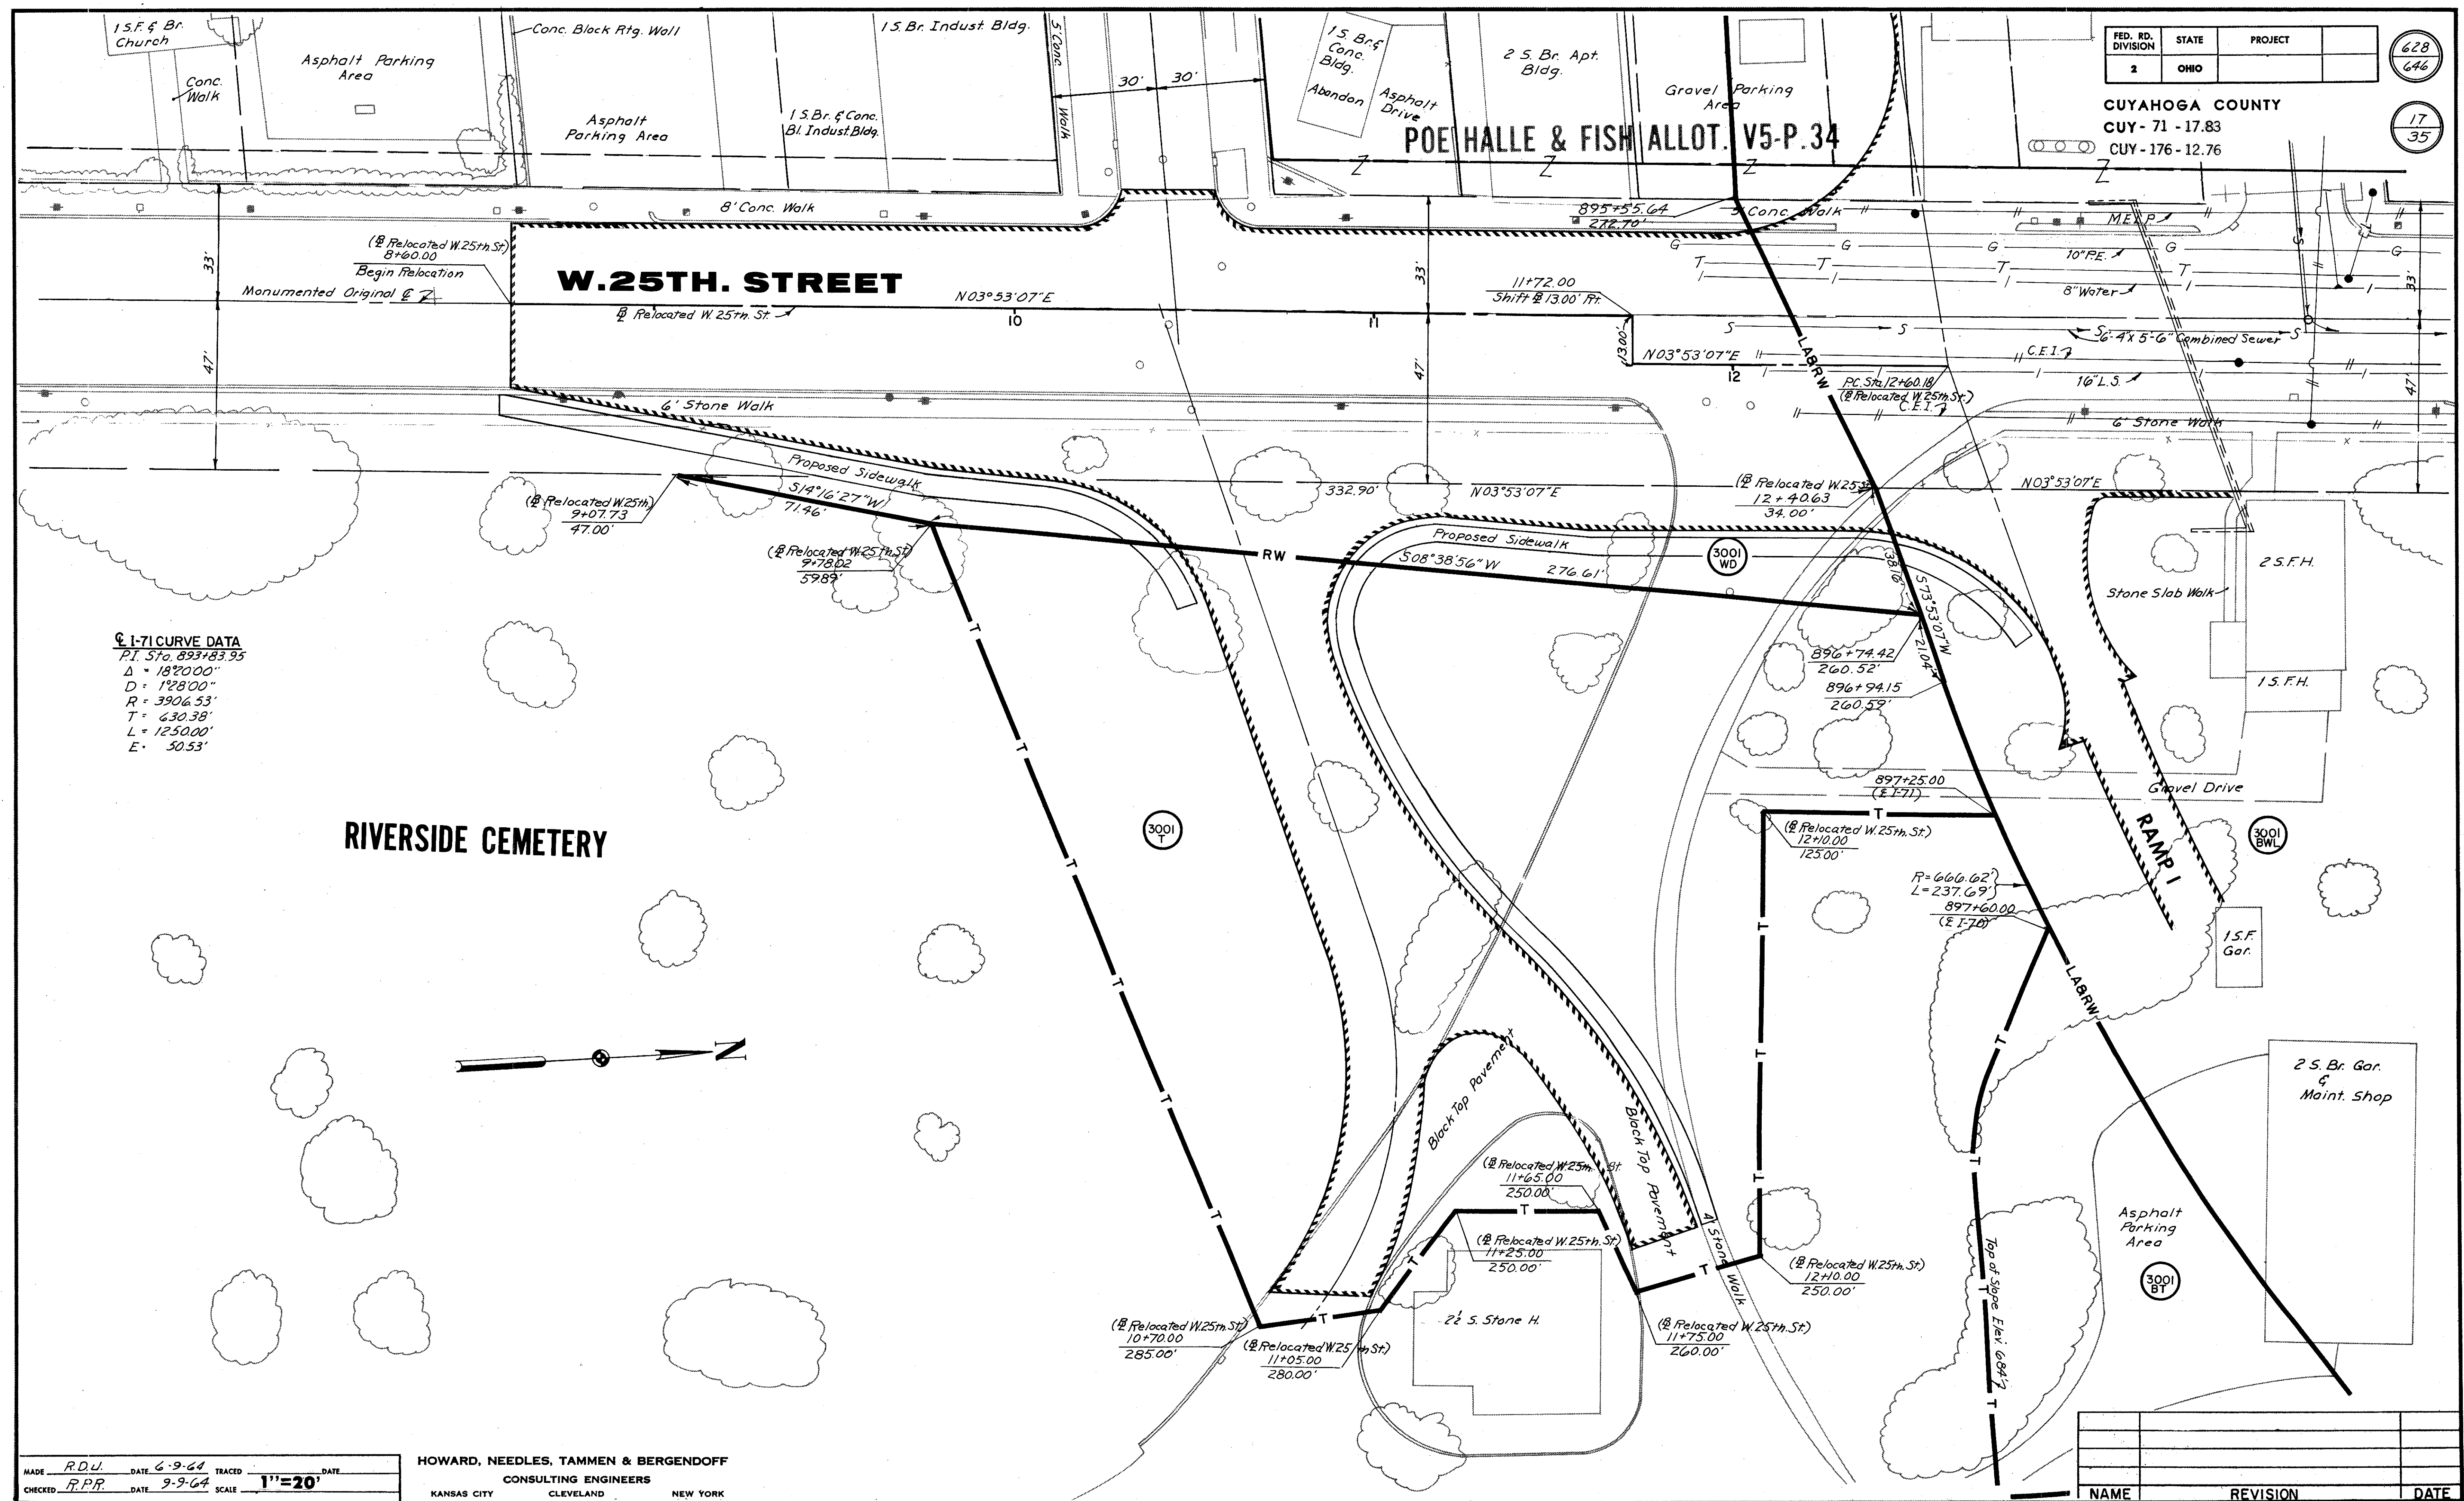 1 S.F. & Br.
Church
Conc.
Walk
Asphalt Parking
Area
Conc. Block Rtg. Wall
Asphalt
Parking Area
1 S. Br. & Conc.
Bl. Indust Bldg.
1 S. Br. Indust. Bldg.
5' Conc
Walk
30'
30'
1 S. Br. &
Conc.
Bldg.
Abandon
Asphalt
Drive
2 S. Br. Apt.
Bldg.
Gravel Parking
Area
POE HALLE & FISH ALLOT. V5-P.34
FED. RD. DIVISION
STATE
PROJECT
2
OHIO
628
646
CUYAHOGA COUNTY
CUY - 71 - 17.83
CUY - 176 - 12.76
17
35
Z
Z
Z
Z
8' Conc. Walk
895+55.64
272.70'
5' Conc. Walk
M.E.L.P.
G
G
G
G
10" P.E.
T
T
T
T
8" Water
33'
(℄ Relocated W.25th St)
8+60.00
Begin Relocation
Monumented Original ℄
W.25TH. STREET
N03°53'07"E
℄ Relocated W. 25th. St.
10
11
33'
11+72.00
Shift ℄ 13.00' Rt.
13.00'
N03°53'07"E
12
LA&RW
S
S
S
S
6'-4" x 5'-6" Combined Sewer
C.E.I.
16" L.S.
33'
47'
47'
47'
P.C. Sta. 12+60.18
(℄ Relocated W.25th.St.)
C.E.I.
6' Stone Walk
6' Stone Walk
Proposed Sidewalk
S14°16'27"W
71.46'
(℄ Relocated W.25th)
9+07.73
47.00'
(℄ Relocated W.25th.St)
9+78.02
59.89'
332.90'
N03°53'07"E
(℄ Relocated W.25St.
12+40.63
34.00'
N03°53'07"E
RW
Proposed Sidewalk
S08°38'56"W
276.61'
3001
WD
38.16'
S73°53'07"W
21.04'
2 S.F.H.
Stone Slab Walk
1 S.F.H.
896+74.42
260.52'
896+94.15
260.59'
℄ I-71 CURVE DATA
P.I. Sta. 893+83.95
Δ = 18°20'00"
D = 1°28'00"
R = 3906.53'
T = 630.38'
L = 1250.00'
E = 50.53'
RIVERSIDE CEMETERY
3001
T
897+25.00
(℄ I-71)
Gravel Drive
(℄ Relocated W.25th.St.)
12+10.00
125.00'
RAMP I
3001
BWL
R=666.62'
L=237.69'
897+60.00
(℄ I-70)
1 S.F.
Gar.
LA&RW
N
2 S. Br. Gar.
&
Maint. Shop
Black Top Pavement
Black Top Pavement
(℄ Relocated W.25th. St.
11+65.00
250.00'
(℄ Relocated W.25th.St.)
11+25.00
250.00'
4' Stone Walk
(℄ Relocated W.25th.St)
12+10.00
250.00'
Asphalt
Parking
Area
3001
BT
Top of Slope Elev. 684.7
(℄ Relocated W.25th.St)
10+70.00
285.00'
(℄ Relocated W.25th St.)
11+05.00
280.00'
2½ S. Stone H.
(℄ Relocated W.25th.St)
11+75.00
260.00'
MADE R.D.U. DATE 6-9-64 TRACED DATE
CHECKED R.P.R. DATE 9-9-64 SCALE 1"=20'
HOWARD, NEEDLES, TAMMEN & BERGENDOFF
CONSULTING ENGINEERS
KANSAS CITY CLEVELAND NEW YORK
NAME REVISION DATE